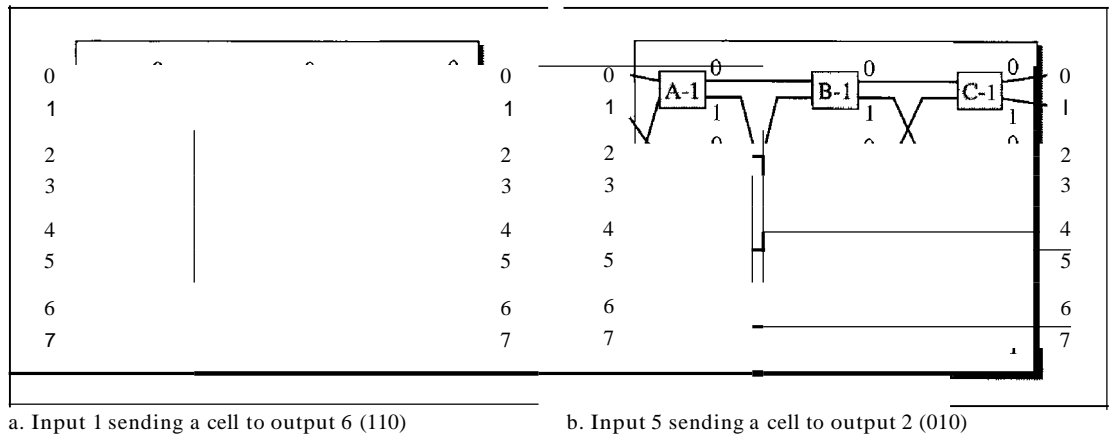 0 0 0 0 0 0 0
A-1 B-1 C-1
1 1 1 1 1 1
2 2 2 2
3 3 3 3
4 4 4 4
5 5 5 5
6 6 6 6
7 7 7 7
a. Input 1 sending a cell to output 6 (110)
b. Input 5 sending a cell to output 2 (010)